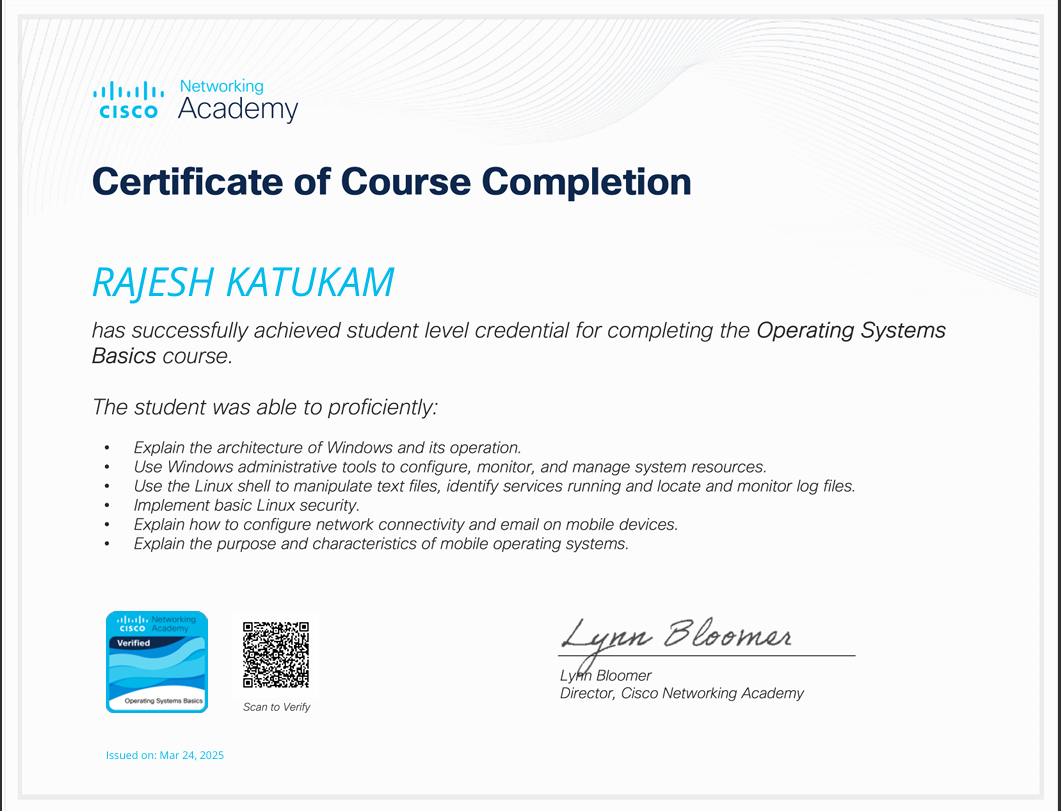 Networking
CISCO Academy
Certificate of Course Completion
RAJESH KATUKAM
has successfully achieved student level credential for completing the Operating Systems
Basics course.
The student was able to proficiently:
• Explain the architecture of Windows and its operation.
• Use Windows administrative tools to configure, monitor, and manage system resources.
• Use the Linux shell to manipulate text files, identify services running and locate and monitor log files.
• Implement basic Linux security.
• Explain how to configure network connectivity and email on mobile devices.
• Explain the purpose and characteristics of mobile operating systems.
Networking
CISCO Academy
Verified
Operating Systems Basics
Scan to Verify
Lynn Bloomer
Lynn Bloomer
Director, Cisco Networking Academy
Issued on: Mar 24, 2025